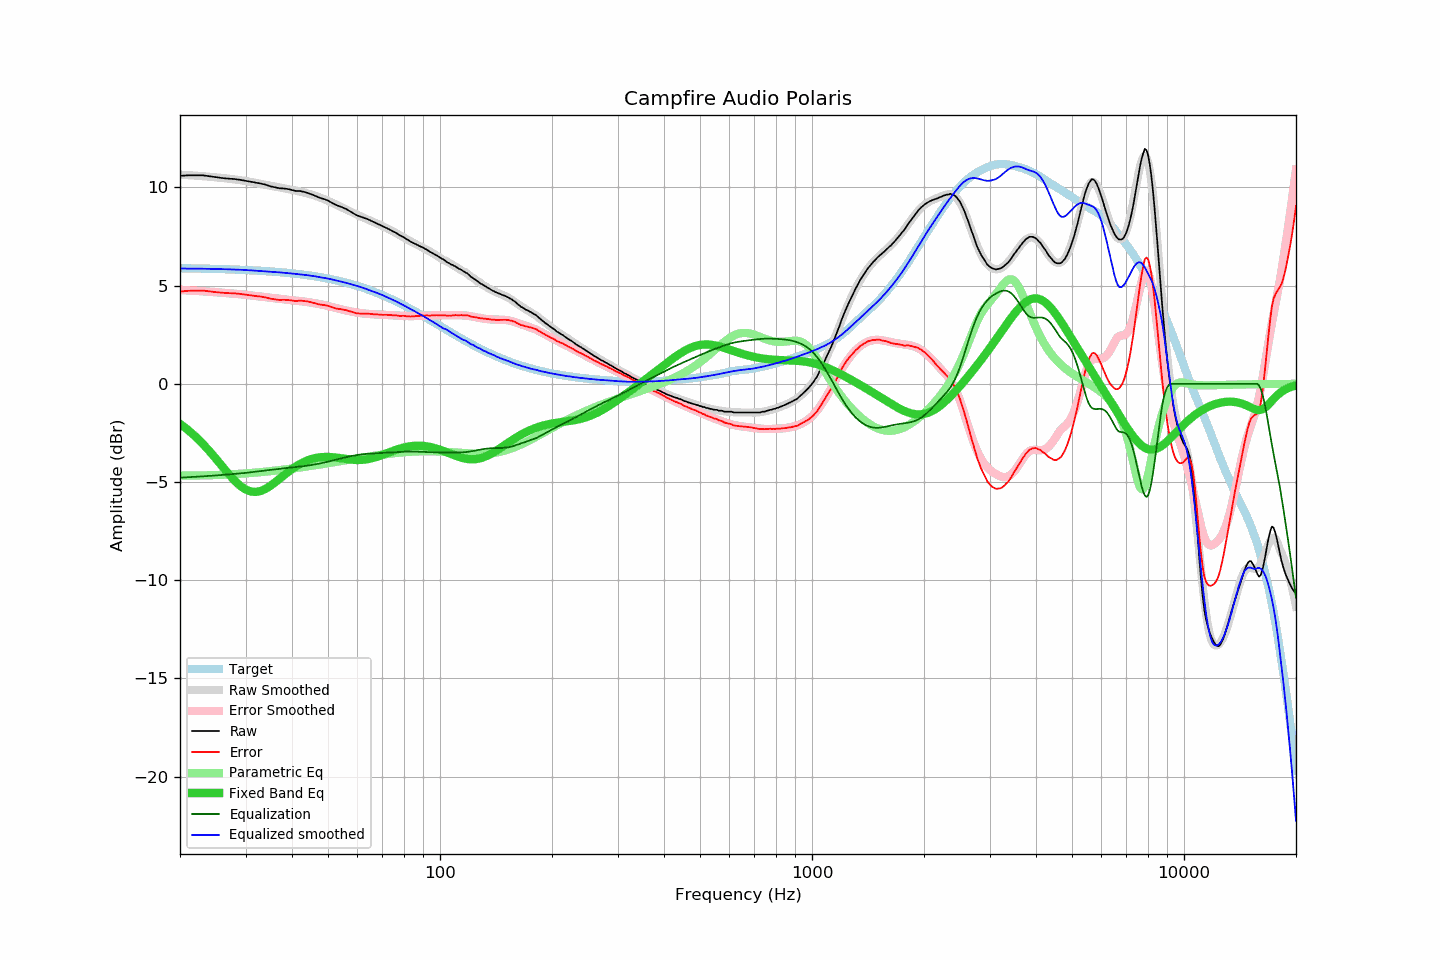 Campfire Audio Polaris
10
5
0
−5
−10
−15
−20
Amplitude (dBr)
Target
Raw Smoothed
Error Smoothed
Raw
Error
Parametric Eq
Fixed Band Eq
Equalization
Equalized smoothed
100 1000 10000
Frequency (Hz)